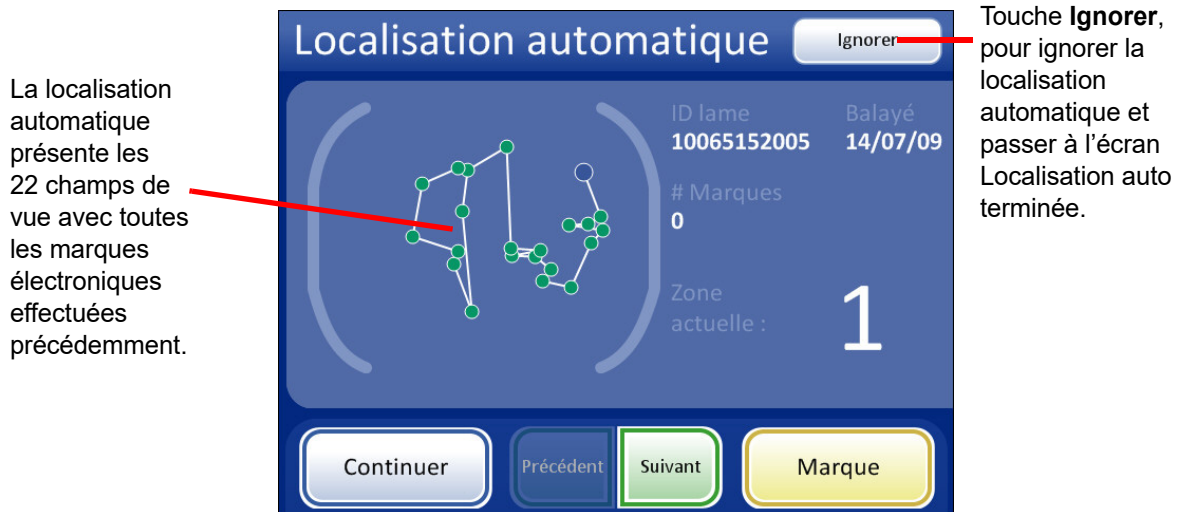 La localisation
automatique
présente les
22 champs de
vue avec toutes
les marques
électroniques
effectuées
précédemment.
Localisation automatique
Ignorer
ID lame
Balayé
10065152005
14/07/09
# Marques
0
Zone
actuelle :
1
Continuer
Précédent
Suivant
Marque
Touche Ignorer,
pour ignorer la
localisation
automatique et
passer à l’écran
Localisation auto
terminée.